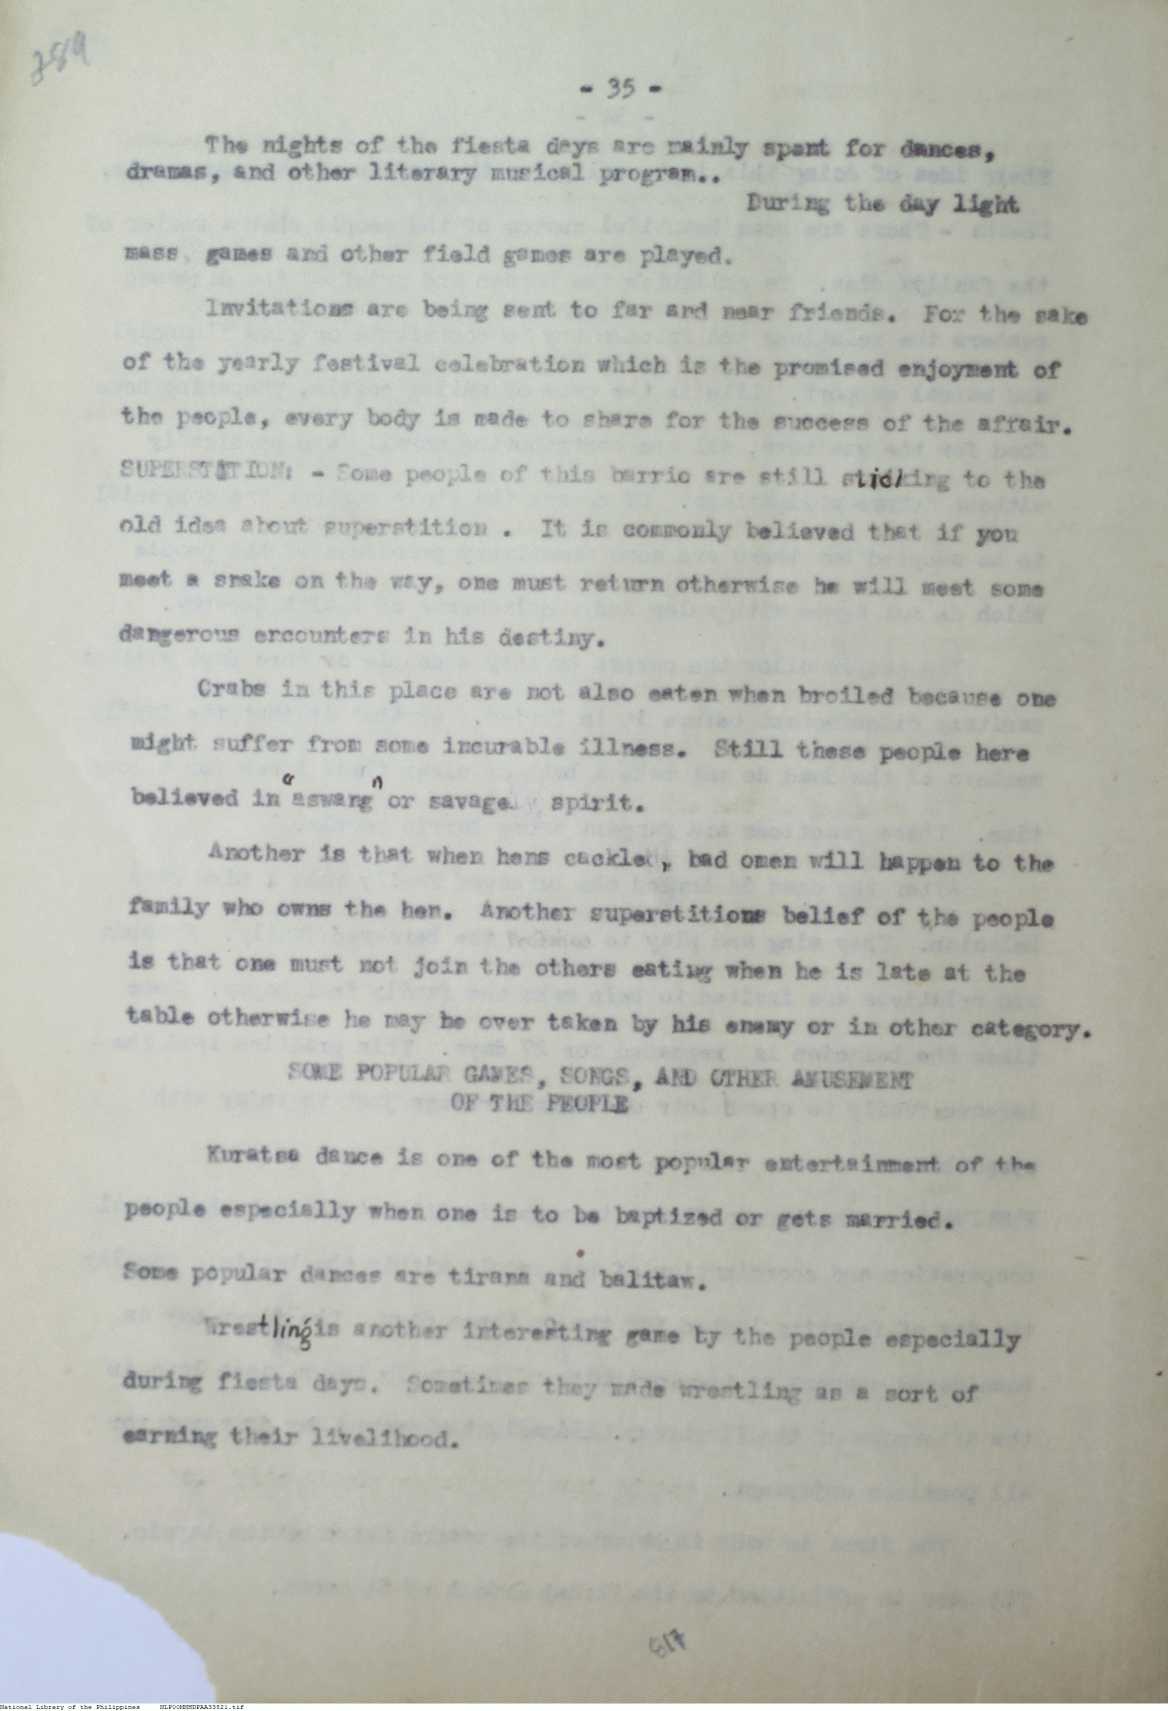 789
- 35 -
The nights of the fiesta days are mainly spent for dances,
dramas, and other literary musical program..
During the day light
mass games and other field games are played.
Invitations are being sent to far and near friends. For the sake
of the yearly festival celebration which is the promised enjoyment of
the people, every body is made to share for the success of the affair.
SUPERSTITION: - Some people of this barrio are still sticking to the
old idea about superstition . It is commonly believed that if you
meet a snake on the way, one must return otherwise he will meet some
dangerous encounters in his destiny.
Crabs in this place are not also eaten when broiled because one
might suffer from some incurable illness. Still these people here
believed in "aswang" or savage spirit.
Another is that when hens cackle, bad omen will happen to the
family who owns the hen. Another superstitions belief of the people
is that one must not join the others eating when he is late at the
table otherwise he may be over taken by his enemy or in other category.
SOME POPULAR GAMES, SONGS, AND OTHER AMUSEMENT
OF THE PEOPLE
Kuratsa dance is one of the most popular entertainment of the
people especially when one is to be baptized or gets married.
Some popular dances are tirana and balitaw.
Wrestling is another interesting game by the people especially
during fiesta days. Sometimes they made wrestling as a sort of
earning their livelihood.
817
National Library of the Philippines